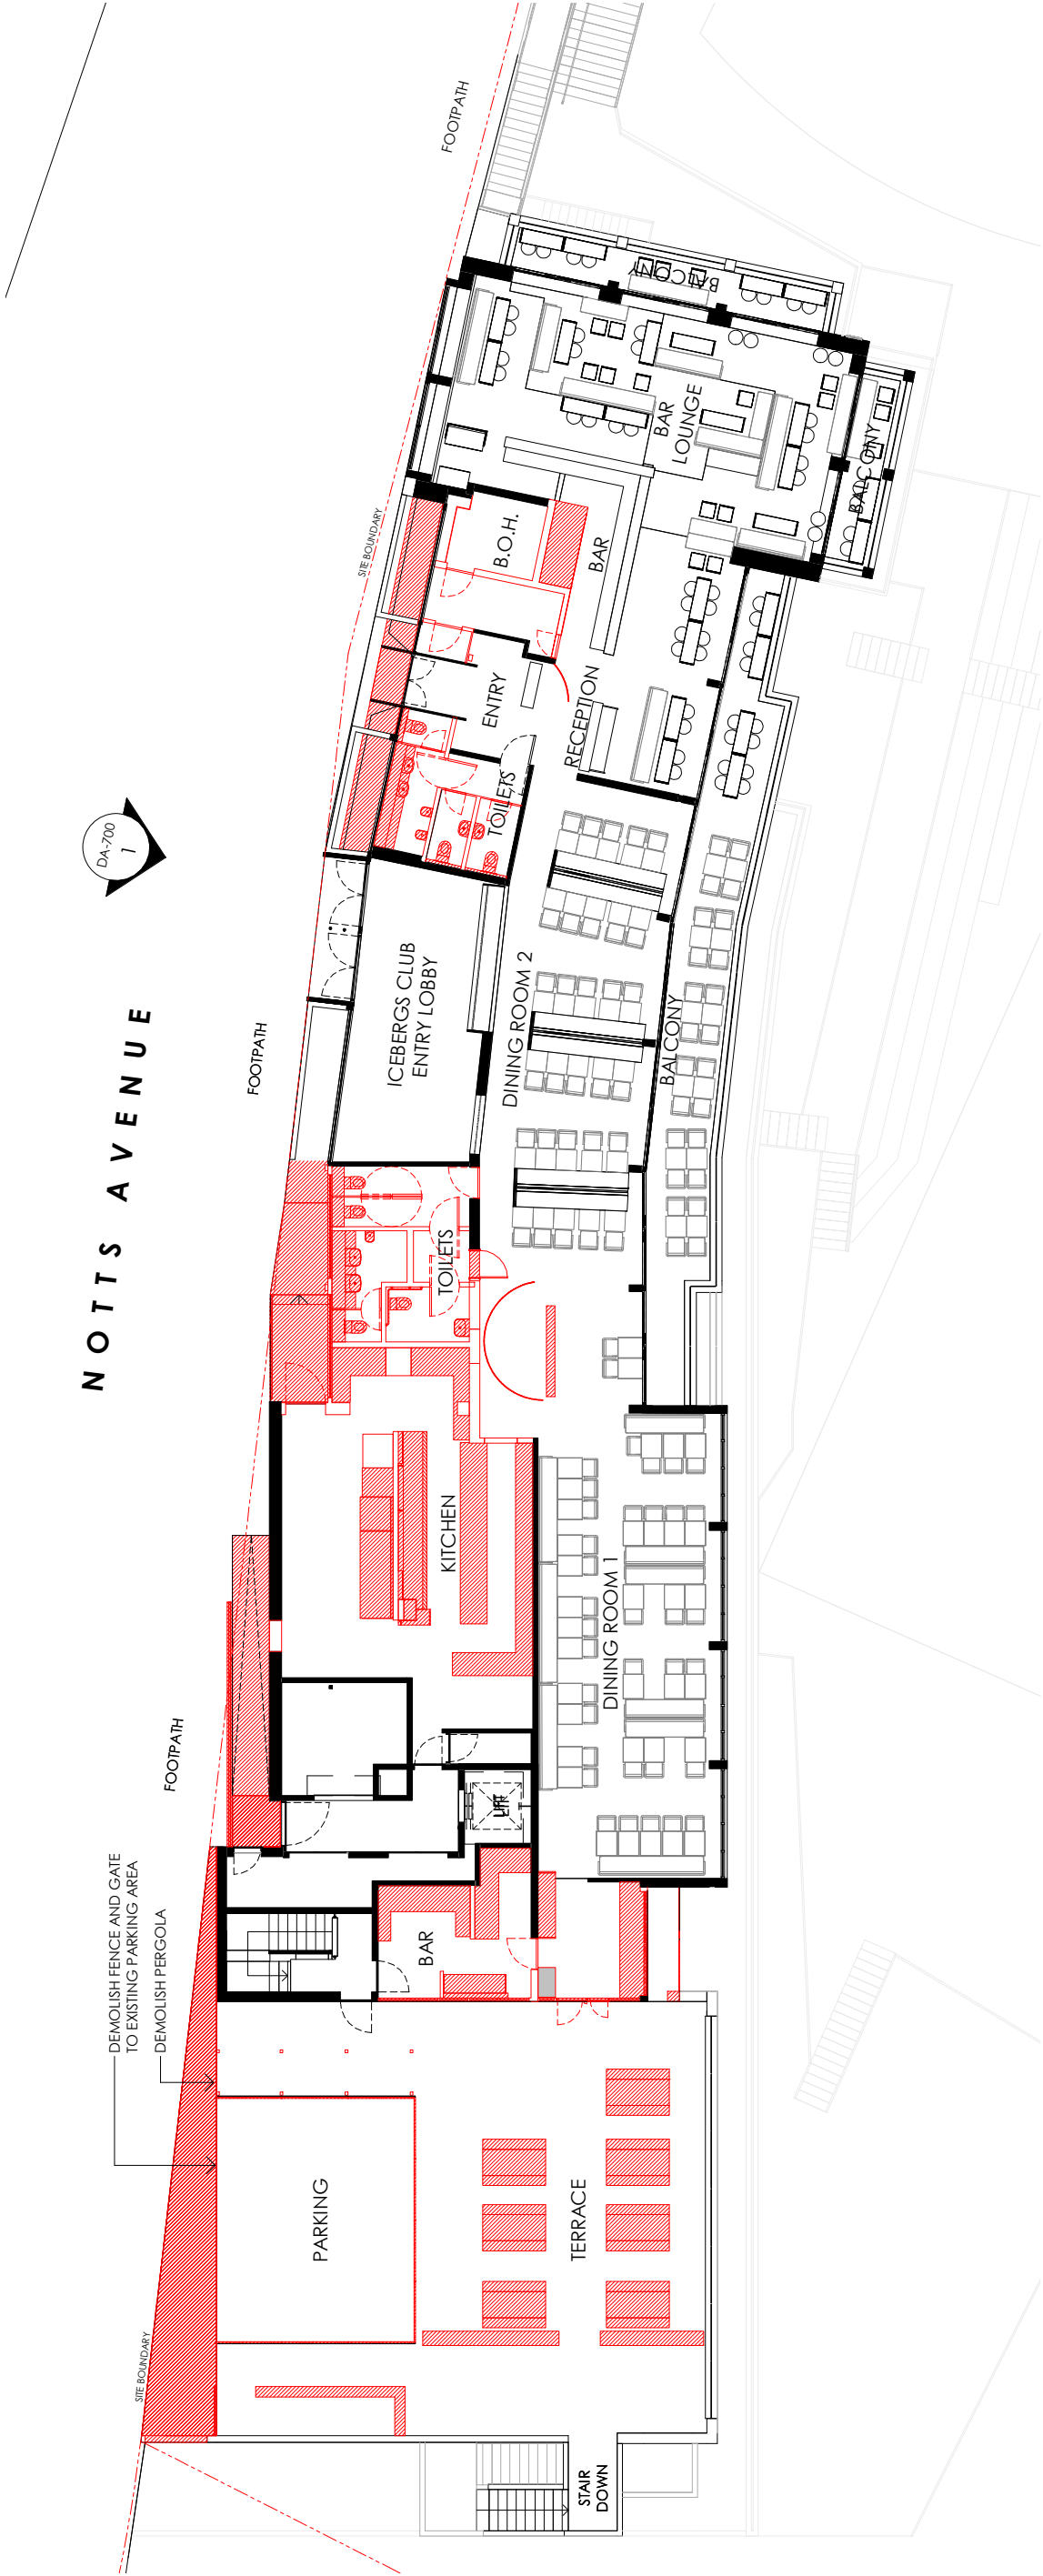 FOOTPATH
BALCONY
BAR
LOUNGE
BALCONY
SITE BOUNDARY
B.O.H.
BAR
ENTRY
RECEPTION
TOILETS
DA-700
1
NOTTS AVENUE
FOOTPATH
ICEBERGS CLUB
ENTRY LOBBY
DINING ROOM 2
BALCONY
TOILETS
KITCHEN
DINING ROOM 1
FOOTPATH
LIFT
DEMOLISH FENCE AND GATE
TO EXISTING PARKING AREA
DEMOLISH PERGOLA
BAR
PARKING
TERRACE
SITE BOUNDARY
STAIR
DOWN